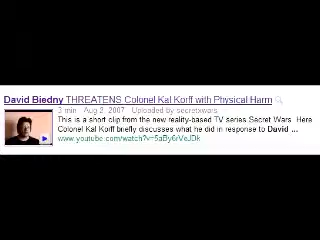 David Biedny THREATENS Colonel Kal Korff with Physical Harm
3 min - Aug 2, 2007 - Uploaded by secretxwars
This is a short clip from the new reality-based TV series Secret Wars. Here
Colonel Kal Korff briefly discusses what he did in response to David ...
www.youtube.com/watch?v=5aBy6rVeJDk